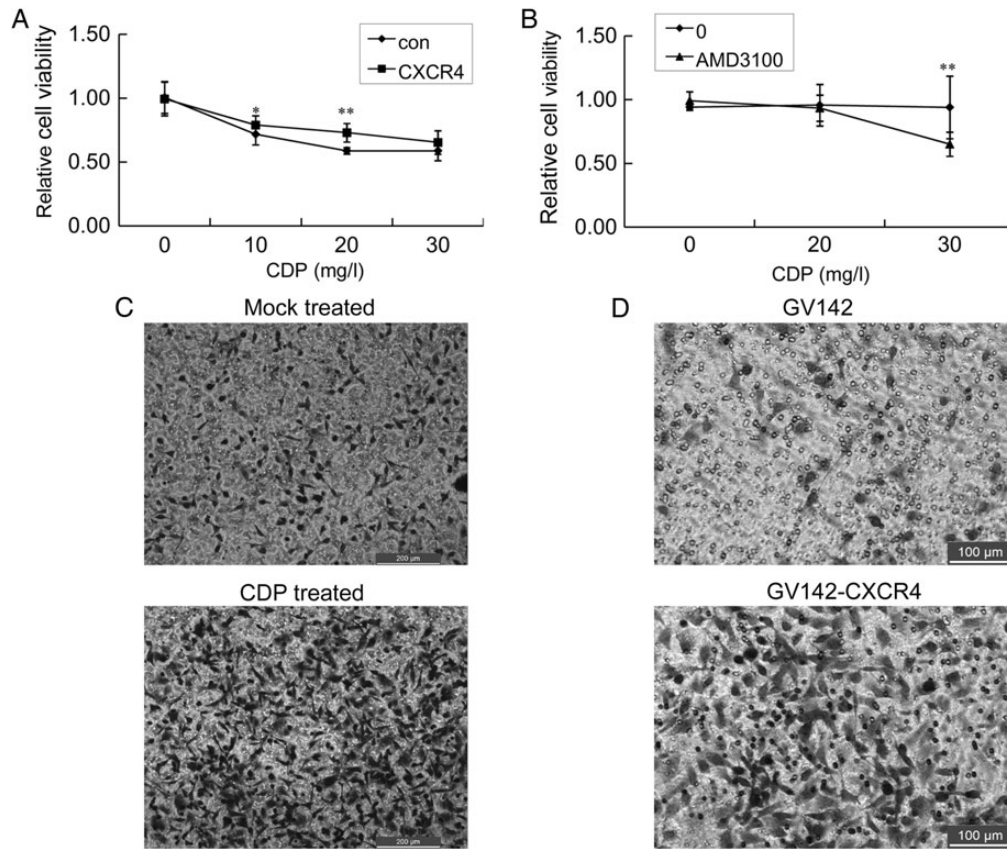 A
Relative cell viability
1.50
1.00
0.50
0.00
con
CXCR4
*
**
0
10
20
30
CDP (mg/l)
B
Relative cell viability
1.50
1.00
0.50
0.00
0
AMD3100
**
0
20
30
CDP (mg/l)
C
Mock treated
200 µm
CDP treated
200 µm
D
GV142
100 µm
GV142-CXCR4
100 µm